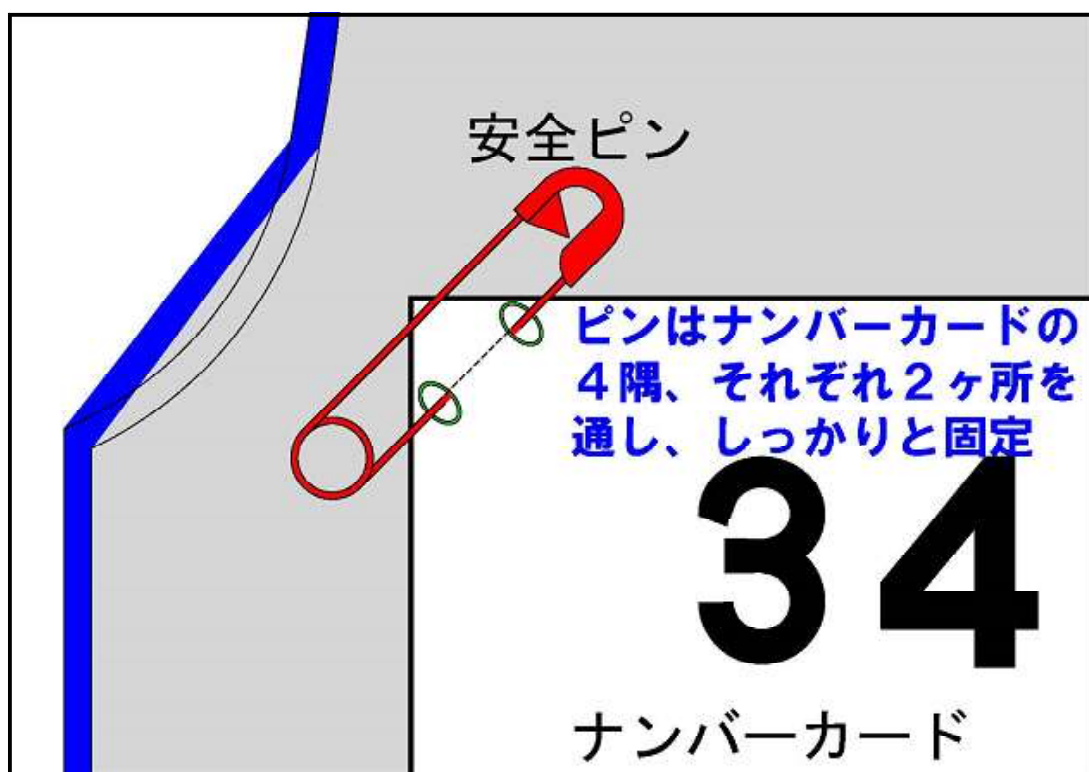 安全ピン
ピンはナンバーカードの
４隅、それぞれ２ヶ所を
通し、しっかりと固定
34
ナンバーカード